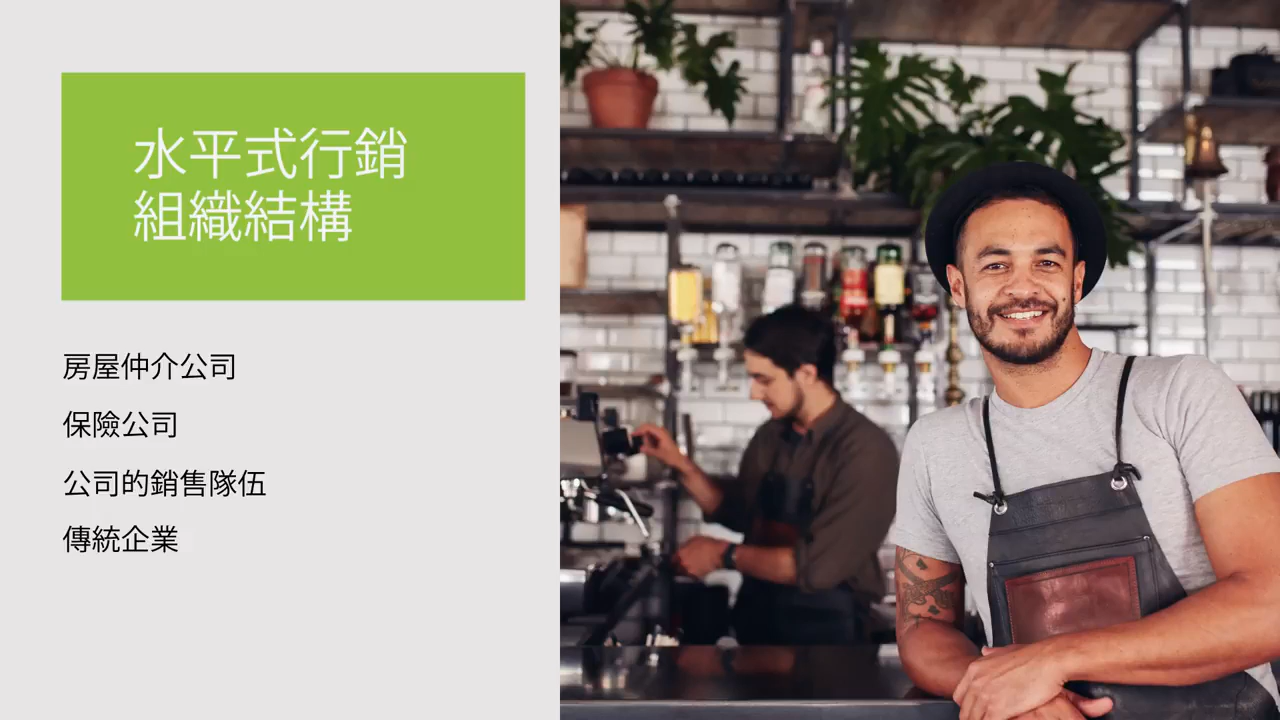 水平式行銷
組織結構
房屋仲介公司
保險公司
公司的銷售隊伍
傳統企業